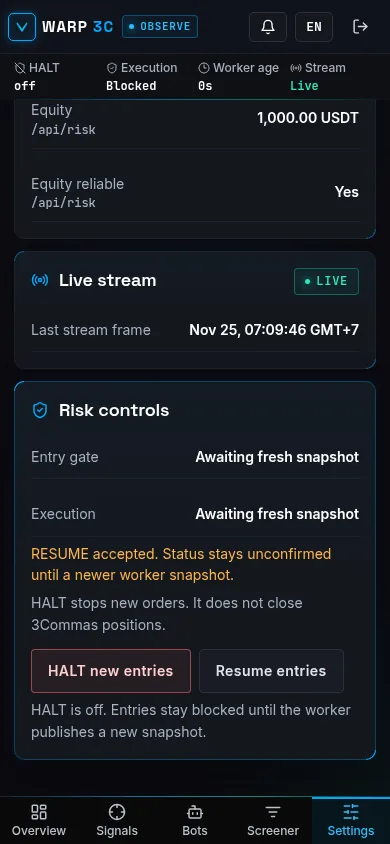 WARP 3C OBSERVE EN
HALT Execution Worker age Stream
off Blocked 0s Live
Equity
/api/risk
1,000.00 USDT
Equity reliable
/api/risk
Yes
Live stream LIVE
Last stream frame Nov 25, 07:09:46 GMT+7
Risk controls
Entry gate Awaiting fresh snapshot
Execution Awaiting fresh snapshot
RESUME accepted. Status stays unconfirmed
until a newer worker snapshot.
HALT stops new orders. It does not close
3Commas positions.
HALT new entries Resume entries
HALT is off. Entries stay blocked until the worker
publishes a new snapshot.
Overview Signals Bots Screener Settings